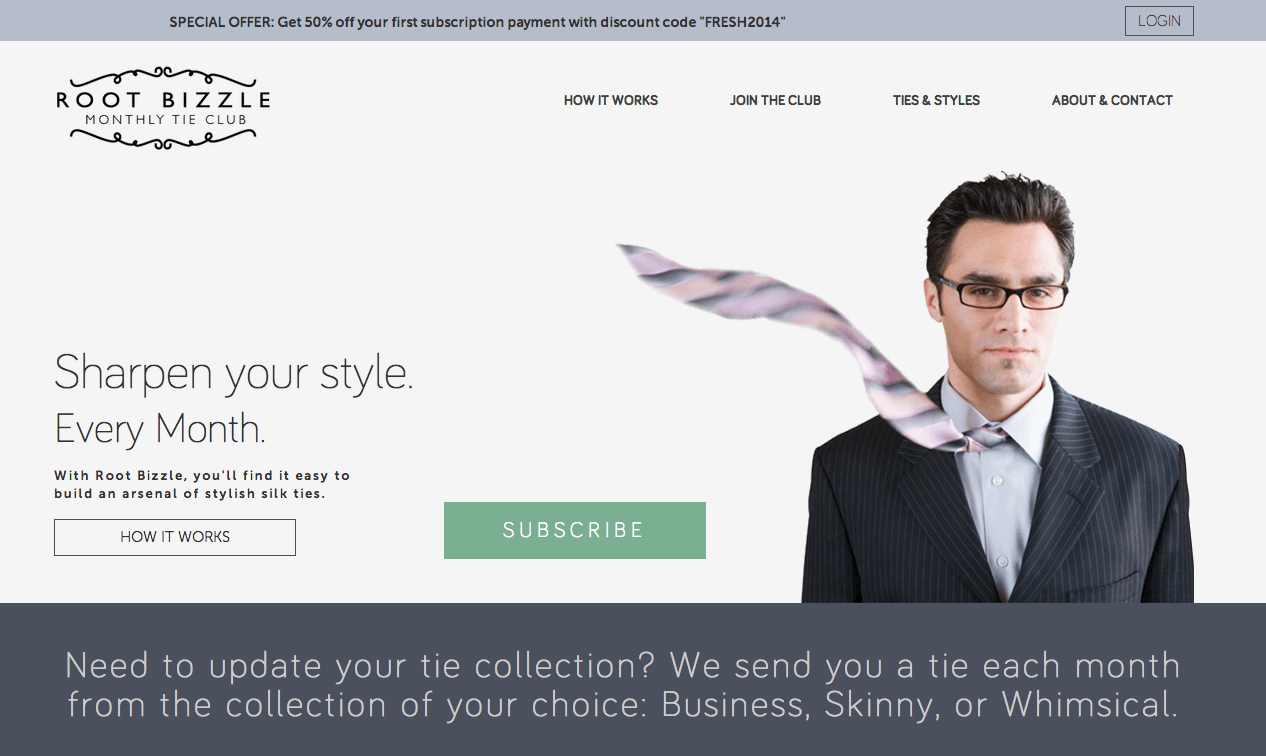 SPECIAL OFFER: Get 50% off your first subscription payment with discount code "FRESH2014"
LOGIN
ROOT BIZZLE
MONTHLY TIE CLUB
HOW IT WORKS
JOIN THE CLUB
TIES & STYLES
ABOUT & CONTACT
Sharpen your style.
Every Month.
With Root Bizzle, you'll find it easy to
build an arsenal of stylish silk ties.
HOW IT WORKS
SUBSCRIBE
Need to update your tie collection? We send you a tie each month
from the collection of your choice: Business, Skinny, or Whimsical.